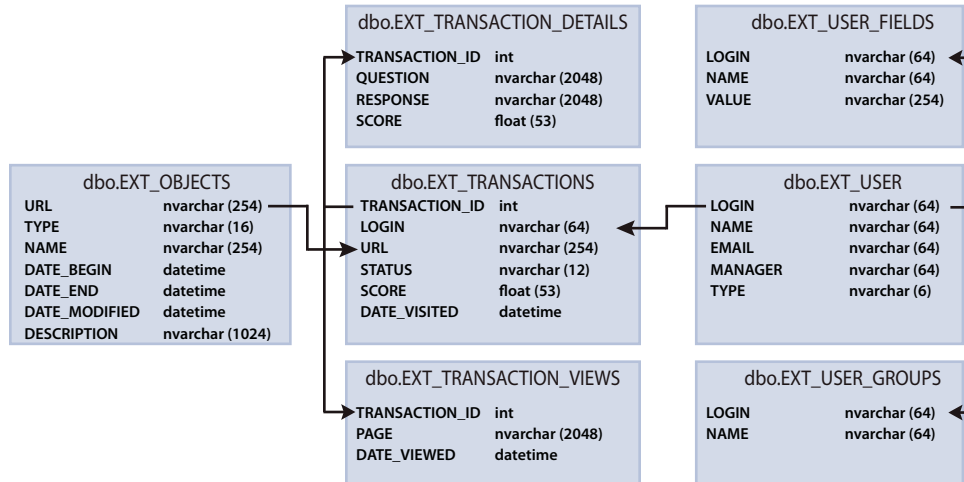 dbo.EXT_TRANSACTION_DETAILS
TRANSACTION_ID int
QUESTION nvarchar (2048)
RESPONSE nvarchar (2048)
SCORE float (53)
dbo.EXT_USER_FIELDS
LOGIN nvarchar (64)
NAME nvarchar (64)
VALUE nvarchar (254)
dbo.EXT_OBJECTS
URL nvarchar (254)
TYPE nvarchar (16)
NAME nvarchar (254)
DATE_BEGIN datetime
DATE_END datetime
DATE_MODIFIED datetime
DESCRIPTION nvarchar (1024)
dbo.EXT_TRANSACTIONS
TRANSACTION_ID int
LOGIN nvarchar (64)
URL nvarchar (254)
STATUS nvarchar (12)
SCORE float (53)
DATE_VISITED datetime
dbo.EXT_USER
LOGIN nvarchar (64)
NAME nvarchar (64)
EMAIL nvarchar (64)
MANAGER nvarchar (64)
TYPE nvarchar (6)
dbo.EXT_TRANSACTION_VIEWS
TRANSACTION_ID int
PAGE nvarchar (2048)
DATE_VIEWED datetime
dbo.EXT_USER_GROUPS
LOGIN nvarchar (64)
NAME nvarchar (64)